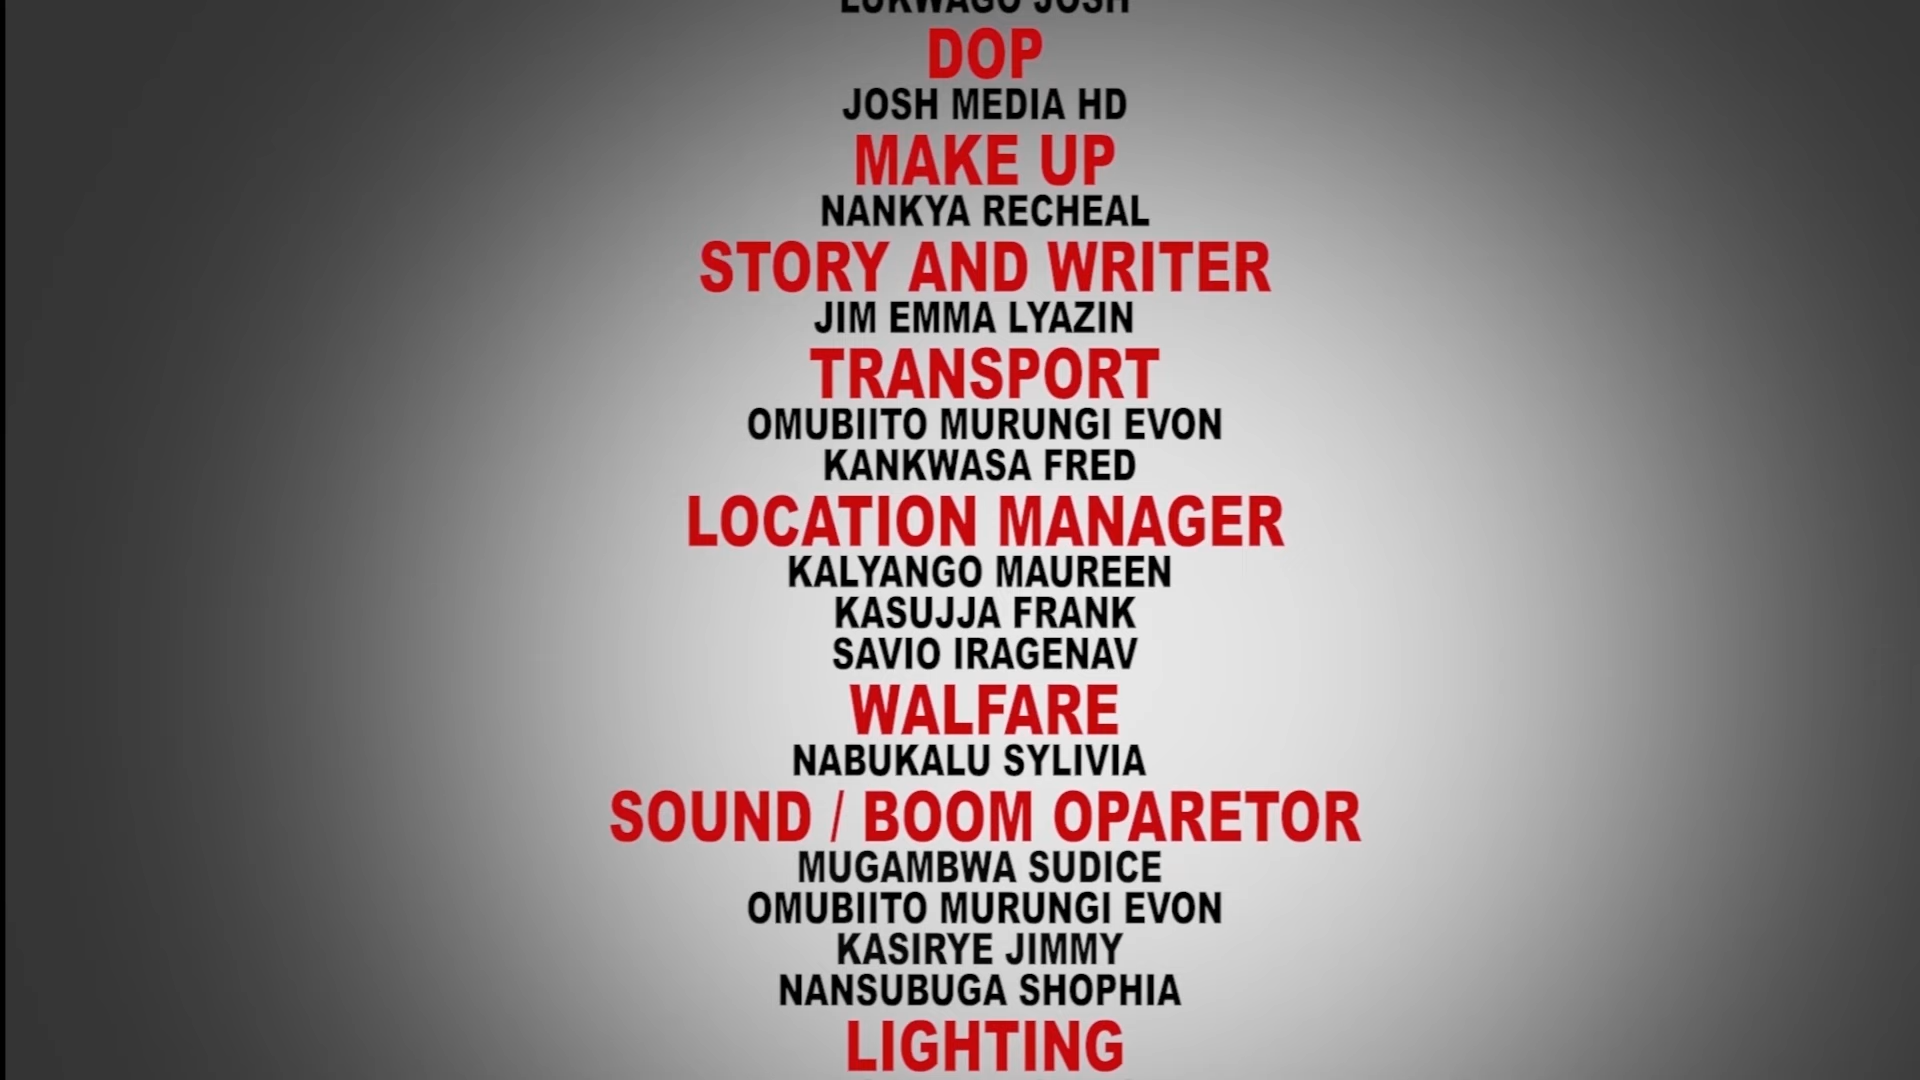 LUKWAGO JOSH
DOP
JOSH MEDIA HD
MAKE UP
NANKYA RECHEAL
STORY AND WRITER
JIM EMMA LYAZIN
TRANSPORT
OMUBIITO MURUNGI EVON
KANKWASA FRED
LOCATION MANAGER
KALYANGO MAUREEN
KASUJJA FRANK
SAVIO IRAGENAV
WALFARE
NABUKALU SYLIVIA
SOUND / BOOM OPARETOR
MUGAMBWA SUDICE
OMUBIITO MURUNGI EVON
KASIRYE JIMMY
NANSUBUGA SHOPHIA
LIGHTING